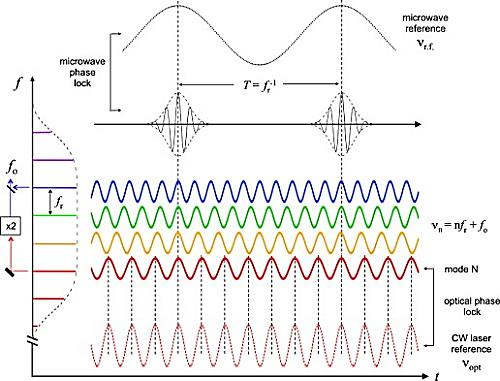 microwave
reference
νr.f.
microwave
phase
lock
f
T = fr-1
fo
fr
x2
νn = nfr + fo
mode N
optical phase
lock
CW laser
reference
νopt
t